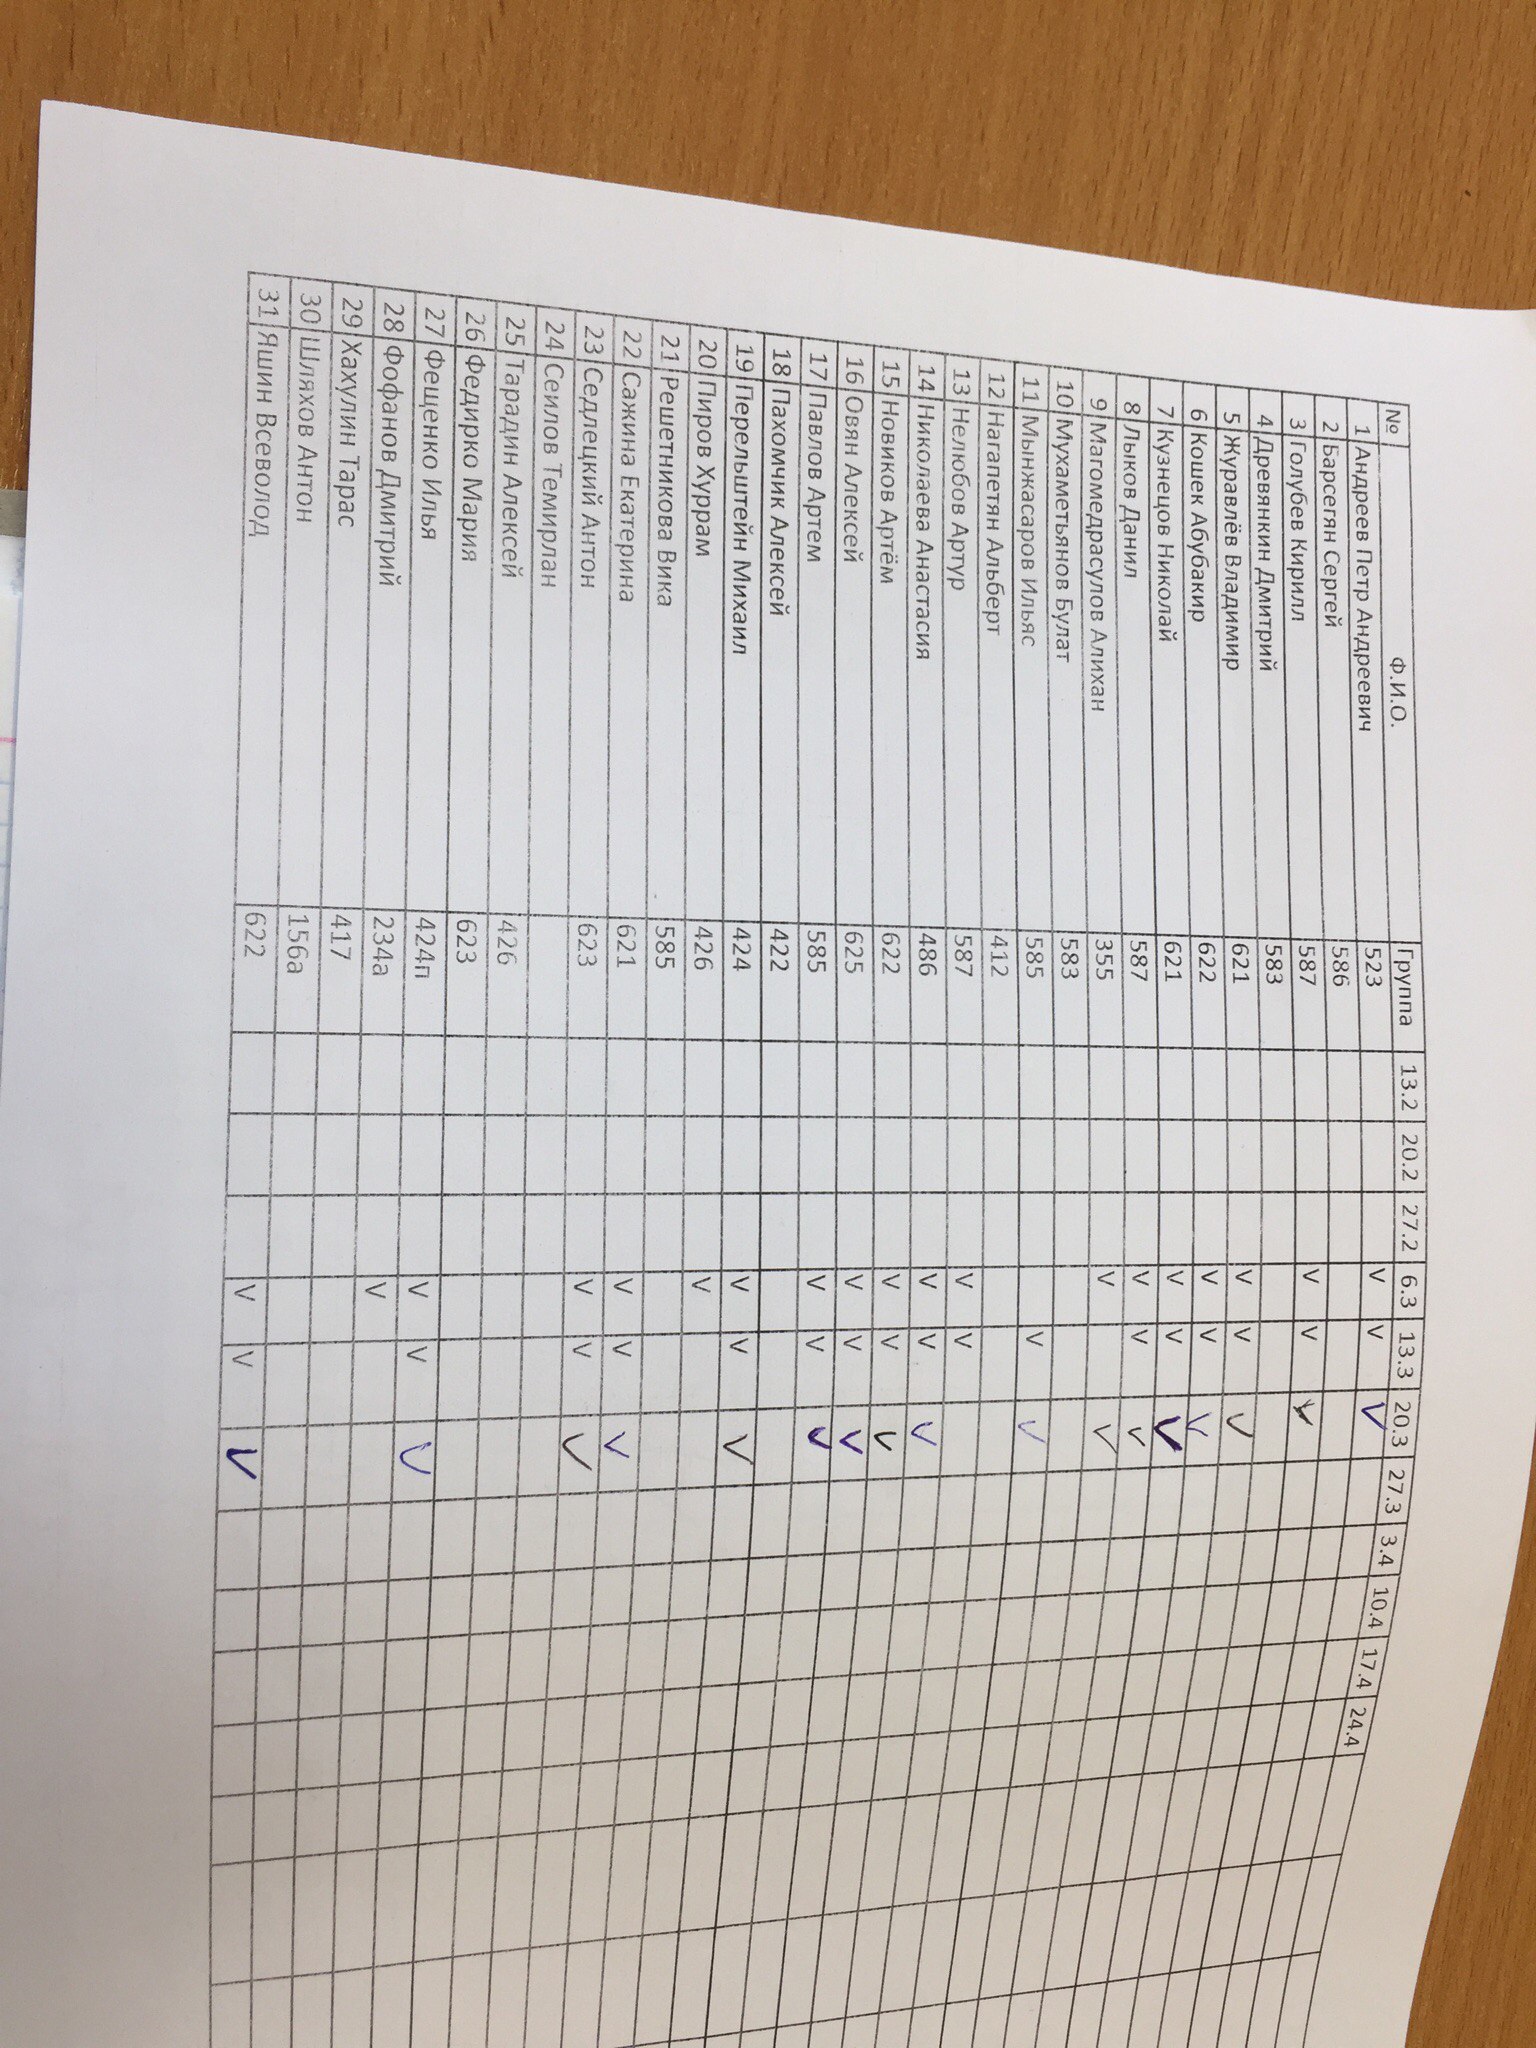 № Ф.И.О. Группа 13.2 20.2 27.2 6.3 13.3 20.3 27.3 3.4 10.4 17.4 24.4
1 Андреев Петр Андреевич 523 V V V
2 Барсегян Сергей 586
3 Голубев Кирилл 587 V V V
4 Древянкин Дмитрий 583
5 Журавлёв Владимир 621 V V V
6 Кошек Абубакир 622 V V V
7 Кузнецов Николай 621 V V V
8 Лыков Данил 587 V V V
9 Магомедрасулов Алихан 355 V V
10 Мухаметьянов Булат 583
11 Мынжасаров Ильяс 585 V V
12 Нагапетян Альберт 412
13 Нелюбов Артур 587 V V
14 Николаева Анастасия 486 V V V
15 Новиков Артём 622 V V V
16 Овян Алексей 625 V V V
17 Павлов Артем 585 V V V
18 Пахомчик Алексей 422
19 Перельштейн Михаил 424 V V V
20 Пиров Хуррам 426 V
21 Решетникова Вика 585
22 Сажина Екатерина 621 V V V
23 Седлецкий Антон 623 V V V
24 Сеилов Темирлан
25 Тарадин Алексей 426
26 Федирко Мария 623
27 Фещенко Илья 424п V V V
28 Фофанов Дмитрий 234а V
29 Хахулин Тарас 417
30 Шляхов Антон 156а
31 Яшин Всеволод 622 V V V